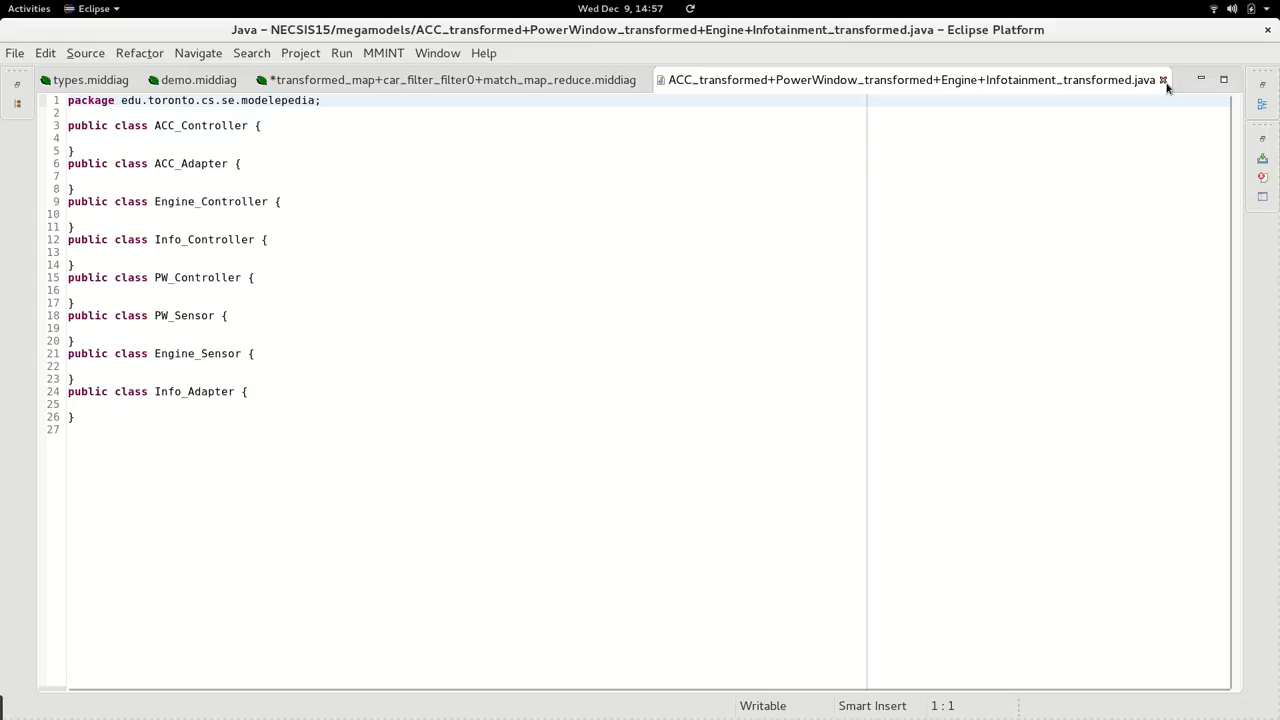 Activities Eclipse Wed Dec 9, 14:57
Java – NECSIS15/megamodels/ACC_transformed+PowerWindow_transformed+Engine+Infotainment_transformed.java – Eclipse Platform
File Edit Source Refactor Navigate Search Project Run MMINT Window Help
types.middiag demo.middiag *transformed_map+car_filter_filter0+match_map_reduce.middiag ACC_transformed+PowerWindow_transformed+Engine+Infotainment_transformed.java
1 package edu.toronto.cs.se.modelepedia;
2
3 public class ACC_Controller {
4
5 }
6 public class ACC_Adapter {
7
8 }
9 public class Engine_Controller {
10
11 }
12 public class Info_Controller {
13
14 }
15 public class PW_Controller {
16
17 }
18 public class PW_Sensor {
19
20 }
21 public class Engine_Sensor {
22
23 }
24 public class Info_Adapter {
25
26 }
27
Writable Smart Insert 1 : 1